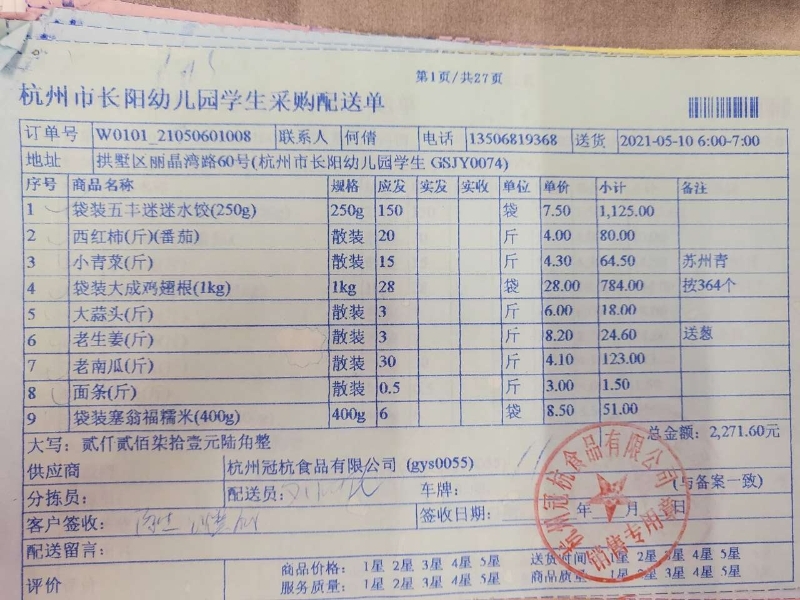 第1页/共27页
杭州市长阳幼儿园学生采购配送单
订单号 W0101_21050601008 联系人 何倩 电话 13506819368 送货 2021-05-10 6:00-7:00
地址 拱墅区丽晶湾路60号(杭州市长阳幼儿园学生 GSJY0074)
序号 商品名称 规格 应发 实发 实收 单位 单价 小计 备注
1 袋装五丰迷迷水饺(250g) 250g 150 袋 7.50 1,125.00
2 西红柿(斤)(番茄) 散装 20 斤 4.00 80.00
3 小青菜(斤) 散装 15 斤 4.30 64.50 苏州青
4 袋装大成鸡翅根(1kg) 1kg 28 袋 28.00 784.00 按364个
5 大蒜头(斤) 散装 3 斤 6.00 18.00
6 老生姜(斤) 散装 3 斤 8.20 24.60 送葱
7 老南瓜(斤) 散装 30 斤 4.10 123.00
8 面条(斤) 散装 0.5 斤 3.00 1.50
9 袋装塞翁福糯米(400g) 400g 6 袋 8.50 51.00
大写: 贰仟贰佰柒拾壹元陆角整 总金额: 2,271.60元
供应商 杭州冠杭食品有限公司 (gys0055)
分拣员: 配送员: 车牌: (与备案一致)
客户签收: 签收日期: 年 月 日
配送留言:
评价 商品价格: 1星 2星 3星 4星 5星 送货时间: 1星 2星 3星 4星 5星
服务质量: 1星 2星 3星 4星 5星 商品质量: 1星 2星 3星 4星 5星
杭州冠杭食品有限公司
销售专用章